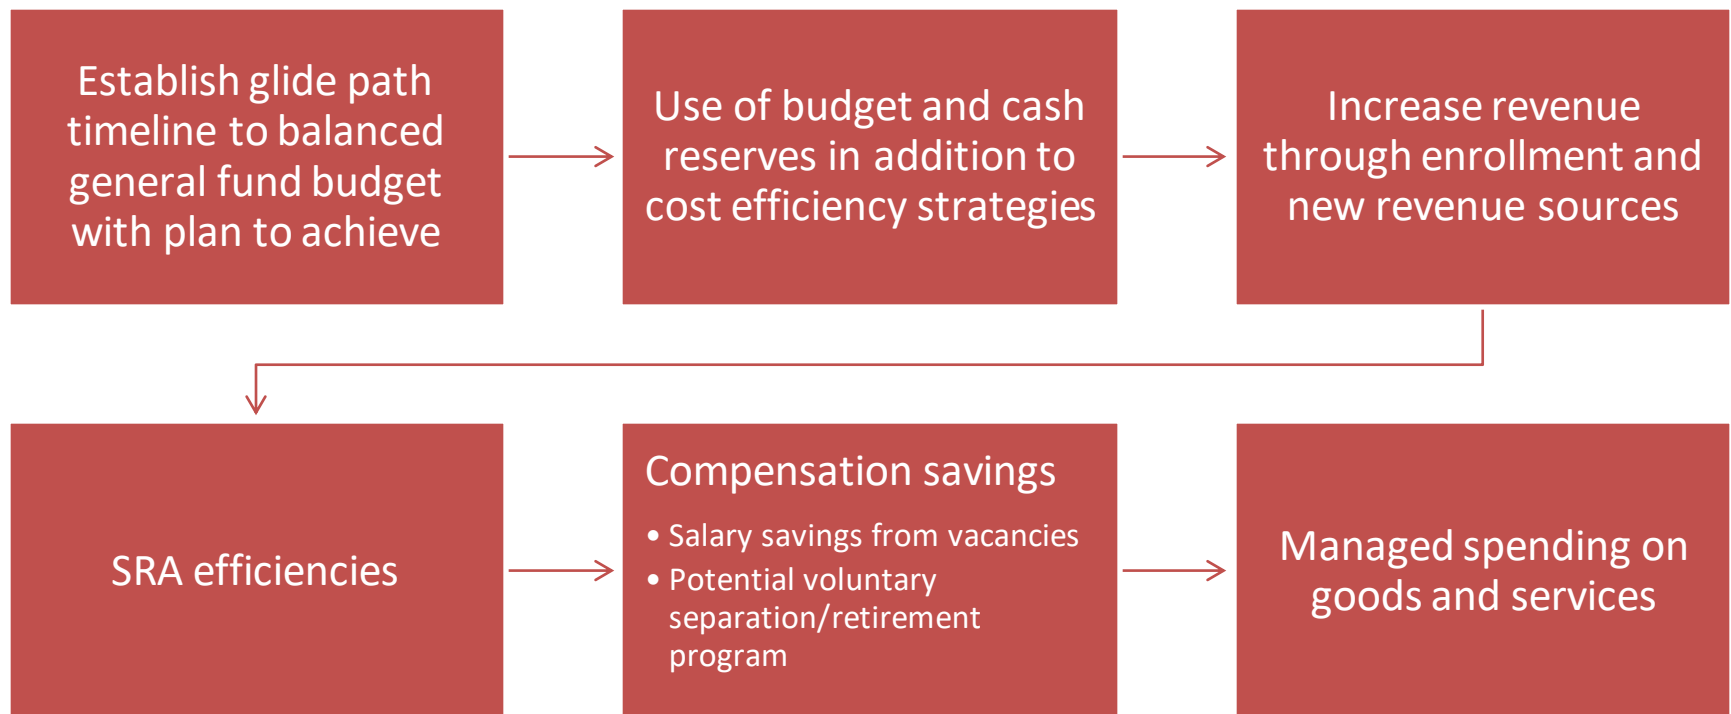 Establish glide path
timeline to balanced
general fund budget
with plan to achieve
Use of budget and cash
reserves in addition to
cost efficiency strategies
Increase revenue
through enrollment and
new revenue sources
SRA efficiencies
Compensation savings
• Salary savings from vacancies
• Potential voluntary
separation/retirement
program
Managed spending on
goods and services